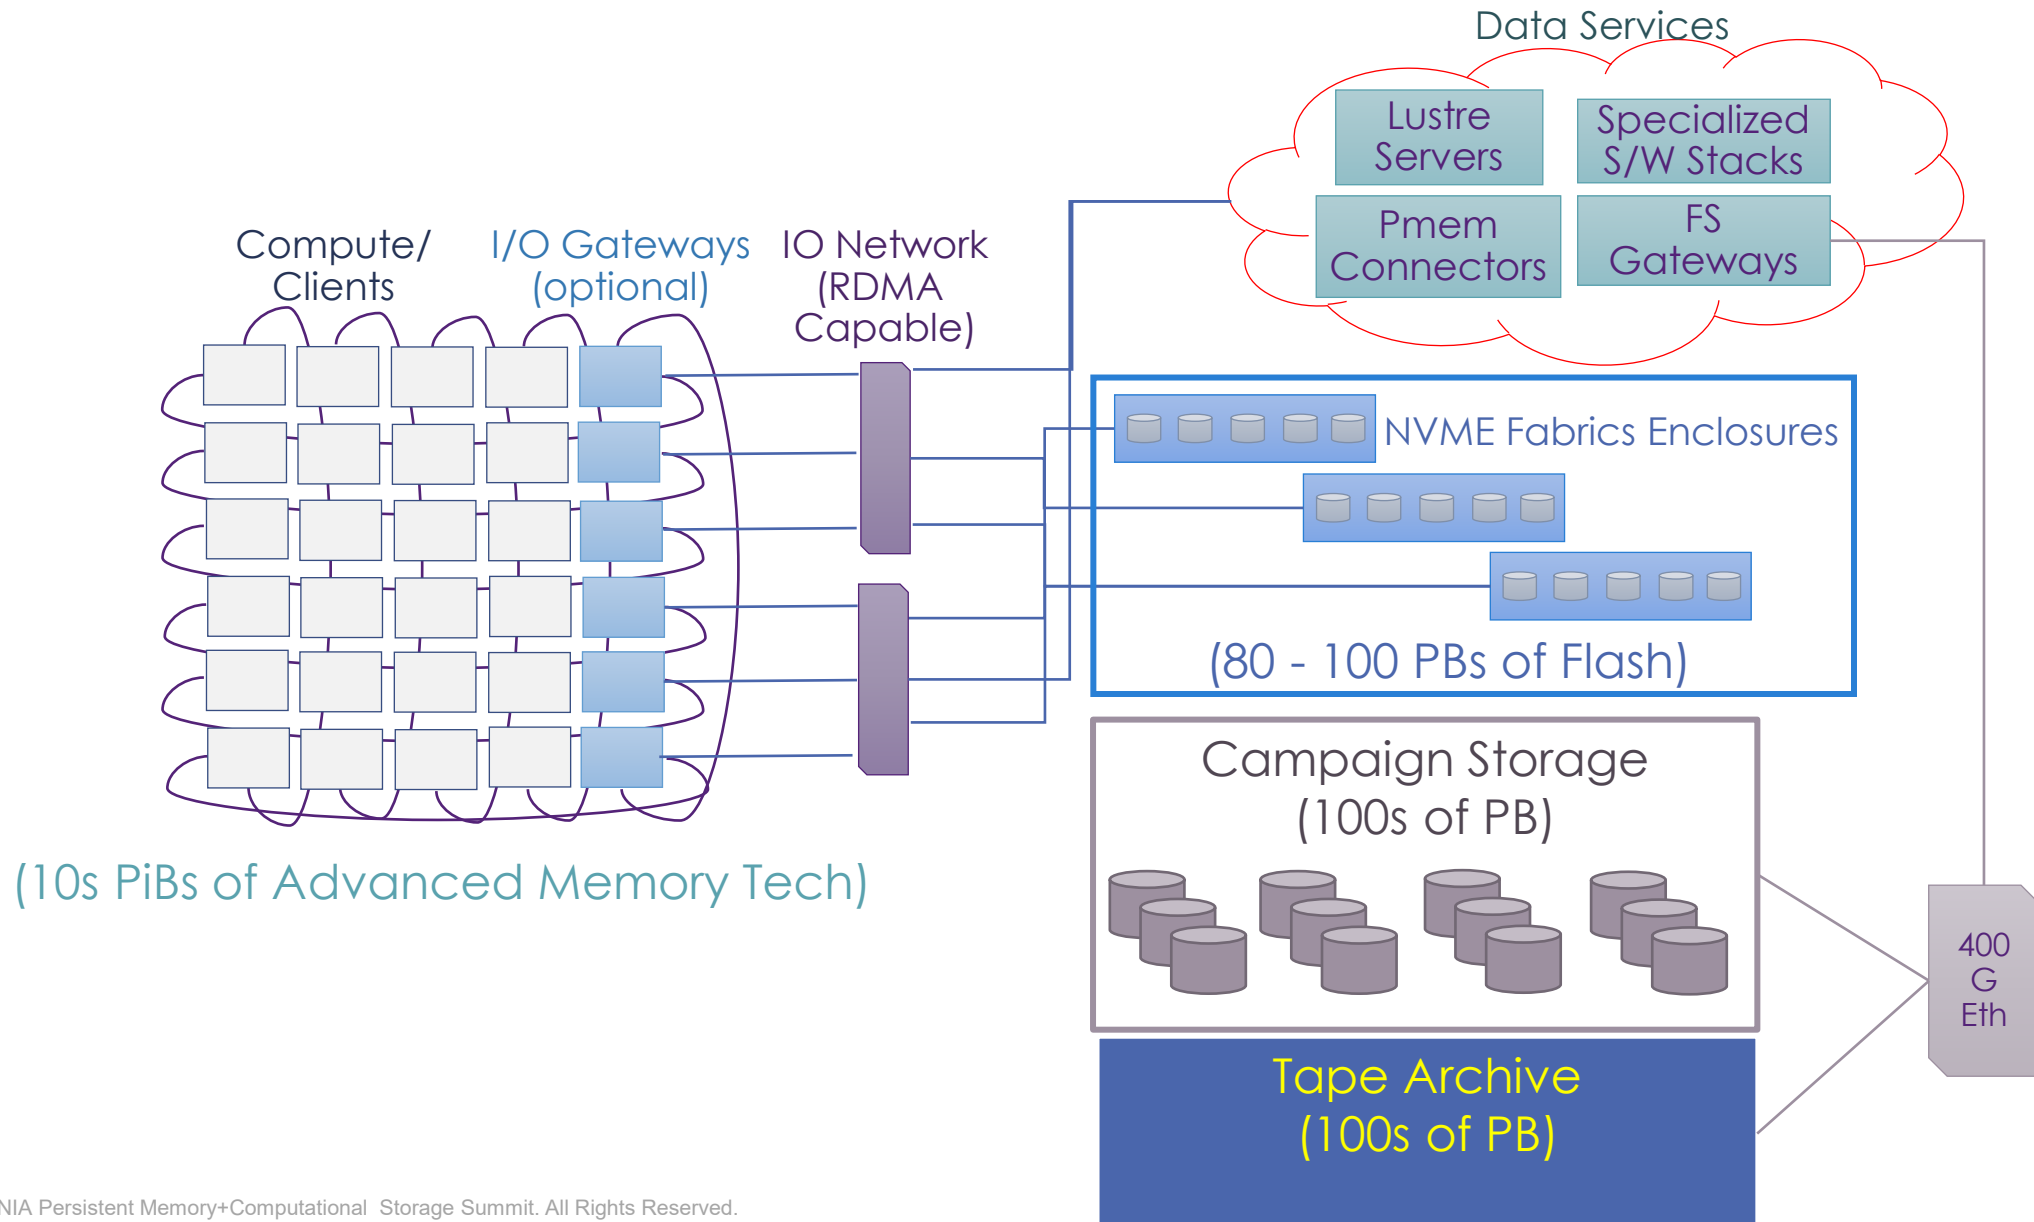 Data Services
Lustre
Servers
Specialized
S/W Stacks
Pmem
Connectors
FS
Gateways
Compute/
Clients
I/O Gateways
(optional)
IO Network
(RDMA
Capable)
NVME Fabrics Enclosures
(80 - 100 PBs of Flash)
Campaign Storage
(100s of PB)
(10s PiBs of Advanced Memory Tech)
400
G
Eth
Tape Archive
(100s of PB)
NIA Persistent Memory+Computational  Storage Summit. All Rights Reserved.